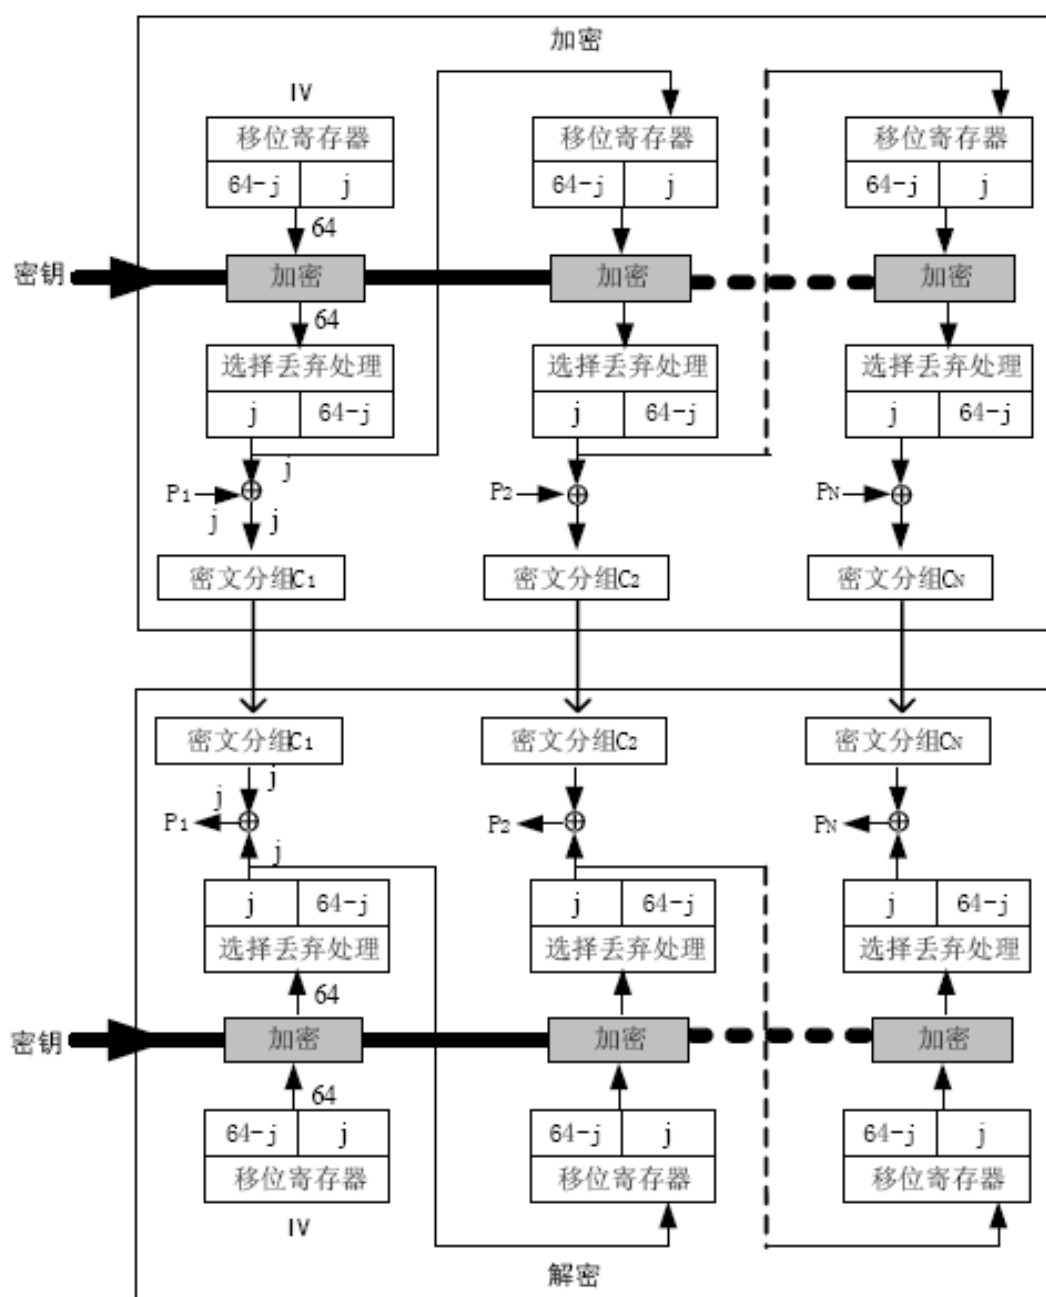 加密
IV
移位寄存器 移位寄存器 移位寄存器
64-j j 64-j j 64-j j
64
密钥 加密 加密 加密
64
选择丢弃处理 选择丢弃处理 选择丢弃处理
j 64-j j 64-j j 64-j
j
P1 P2 PN
j j
密文分组C1 密文分组C2 密文分组CN
密文分组C1 密文分组C2 密文分组CN
j
j
P1 P2 PN
j
j 64-j j 64-j j 64-j
选择丢弃处理 选择丢弃处理 选择丢弃处理
64
密钥 加密 加密 加密
64
64-j j 64-j j 64-j j
移位寄存器 移位寄存器 移位寄存器
IV
解密